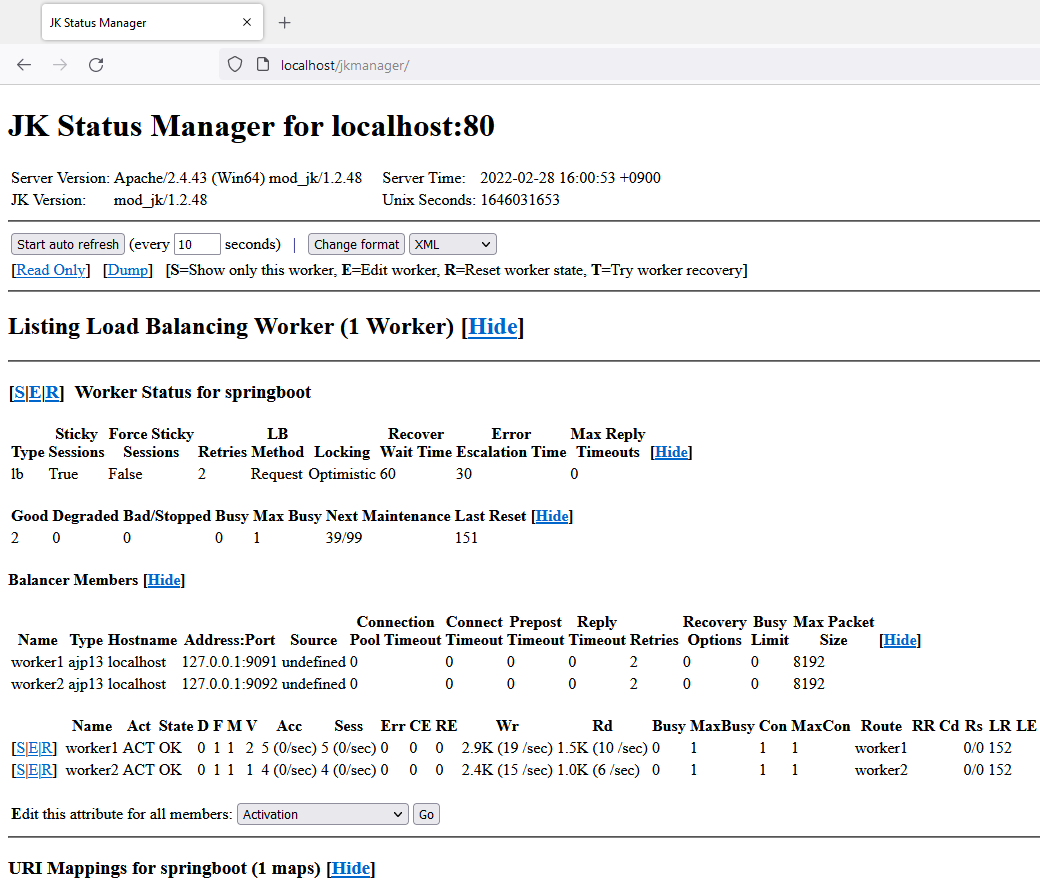 JK Status Manager
localhost/jkmanager/
JK Status Manager for localhost:80
Server Version: Apache/2.4.43 (Win64) mod_jk/1.2.48 Server Time: 2022-02-28 16:00:53 +0900
JK Version: mod_jk/1.2.48 Unix Seconds: 1646031653
Start auto refresh (every 10 seconds) | Change format XML
[Read Only] [Dump] [S=Show only this worker, E=Edit worker, R=Reset worker state, T=Try worker recovery]
Listing Load Balancing Worker (1 Worker) [Hide]
[S|E|R] Worker Status for springboot
Sticky Force Sticky LB Recover Error Max Reply
Type Sessions Sessions Retries Method Locking Wait Time Escalation Time Timeouts [Hide]
lb True False 2 Request Optimistic 60 30 0
Good Degraded Bad/Stopped Busy Max Busy Next Maintenance Last Reset [Hide]
2 0 0 0 1 39/99 151
Balancer Members [Hide]
Connection Connect Prepost Reply Recovery Busy Max Packet
Name Type Hostname Address:Port Source Pool Timeout Timeout Timeout Timeout Retries Options Limit Size [Hide]
worker1 ajp13 localhost 127.0.0.1:9091 undefined 0 0 0 0 2 0 0 8192
worker2 ajp13 localhost 127.0.0.1:9092 undefined 0 0 0 0 2 0 0 8192
Name Act State D F M V Acc Sess Err CE RE Wr Rd Busy MaxBusy Con MaxCon Route RR Cd Rs LR LE
[S|E|R] worker1 ACT OK 0 1 1 2 5 (0/sec) 5 (0/sec) 0 0 0 2.9K (19 /sec) 1.5K (10 /sec) 0 1 1 1 worker1 0/0 152
[S|E|R] worker2 ACT OK 0 1 1 1 4 (0/sec) 4 (0/sec) 0 0 0 2.4K (15 /sec) 1.0K (6 /sec) 0 1 1 1 worker2 0/0 152
Edit this attribute for all members: Activation Go
URI Mappings for springboot (1 maps) [Hide]